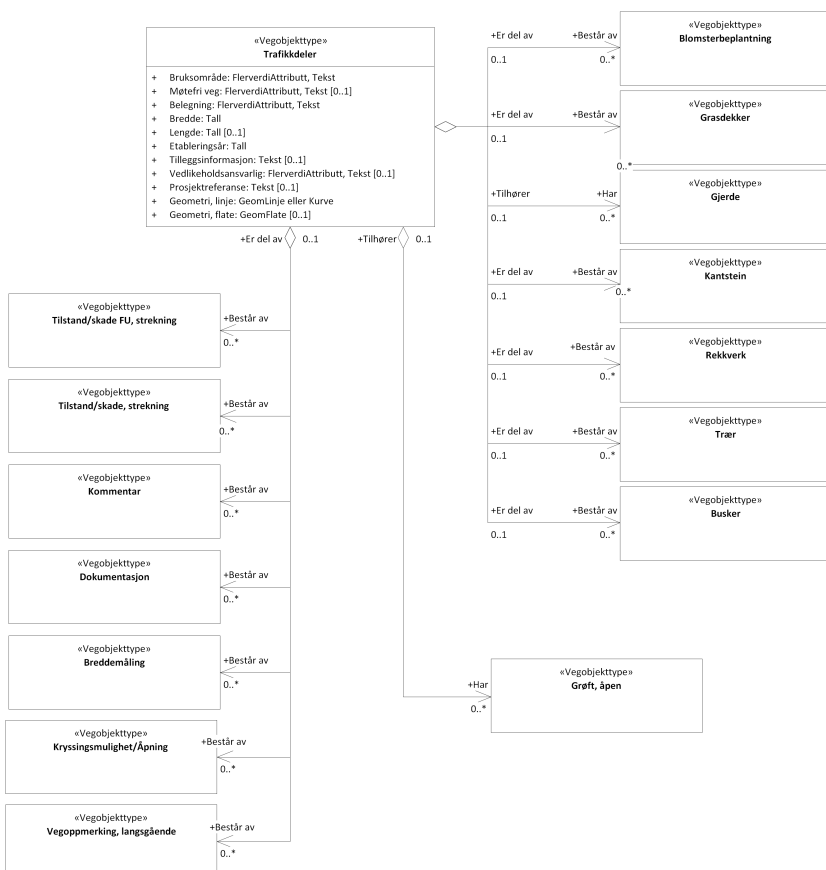 «Vegobjekttype»
Trafikkdeler
+ Bruksområde: FlerverdiAttributt, Tekst
+ Møtefri veg: FlerverdiAttributt, Tekst [0..1]
+ Belegning: FlerverdiAttributt, Tekst
+ Bredde: Tall
+ Lengde: Tall [0..1]
+ Etableringsår: Tall
+ Tilleggsinformasjon: Tekst [0..1]
+ Vedlikeholdsansvarlig: FlerverdiAttributt, Tekst [0..1]
+ Prosjektreferanse: Tekst [0..1]
+ Geometri, linje: GeomLinje eller Kurve
+ Geometri, flate: GeomFlate [0..1]
+Er del av 0..1 +Tilhører 0..1
+Er del av +Består av
0..1 0..*
«Vegobjekttype»
Blomsterbeplantning
+Er del av +Består av
0..1 0..*
«Vegobjekttype»
Grasdekker
+Tilhører +Har
0..1 0..*
«Vegobjekttype»
Gjerde
+Er del av +Består av
0..1 0..*
«Vegobjekttype»
Kantstein
+Er del av +Består av
0..1 0..*
«Vegobjekttype»
Rekkverk
+Er del av +Består av
0..1 0..*
«Vegobjekttype»
Trær
+Er del av +Består av
0..1 0..*
«Vegobjekttype»
Busker
«Vegobjekttype»
Tilstand/skade FU, strekning
+Består av
0..*
«Vegobjekttype»
Tilstand/skade, strekning
+Består av
0..*
«Vegobjekttype»
Kommentar
+Består av
0..*
«Vegobjekttype»
Dokumentasjon
+Består av
0..*
«Vegobjekttype»
Breddemåling
+Består av
0..*
«Vegobjekttype»
Kryssingsmulighet/Åpning
+Består av
0..*
«Vegobjekttype»
Vegoppmerking, langsgående
+Består av
0..*
+Har
0..*
«Vegobjekttype»
Grøft, åpen